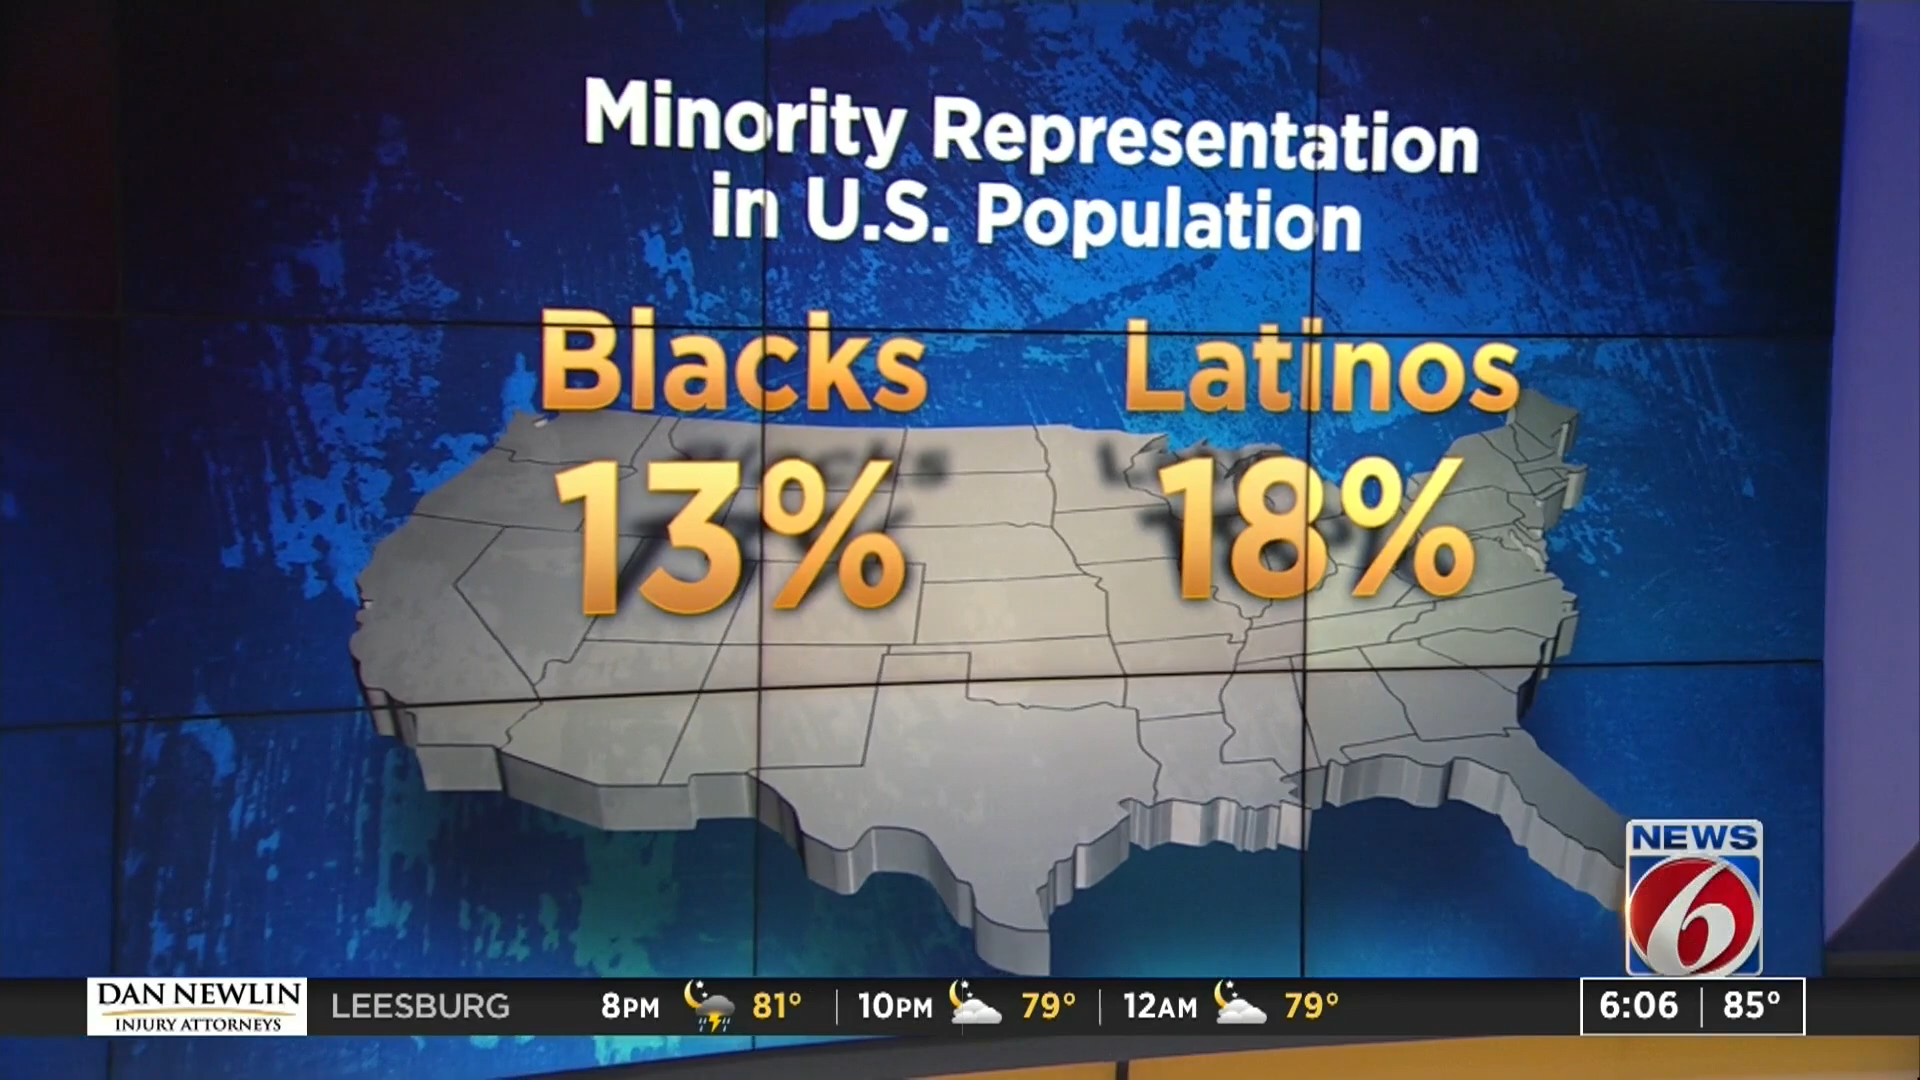 Minority Representation
in U.S. Population
Blacks
Latinos
13%
18%
NEWS
6
DAN NEWLIN
INJURY ATTORNEYS
LEESBURG
8PM 81° | 10PM 79° | 12AM 79°
6:06 | 85°